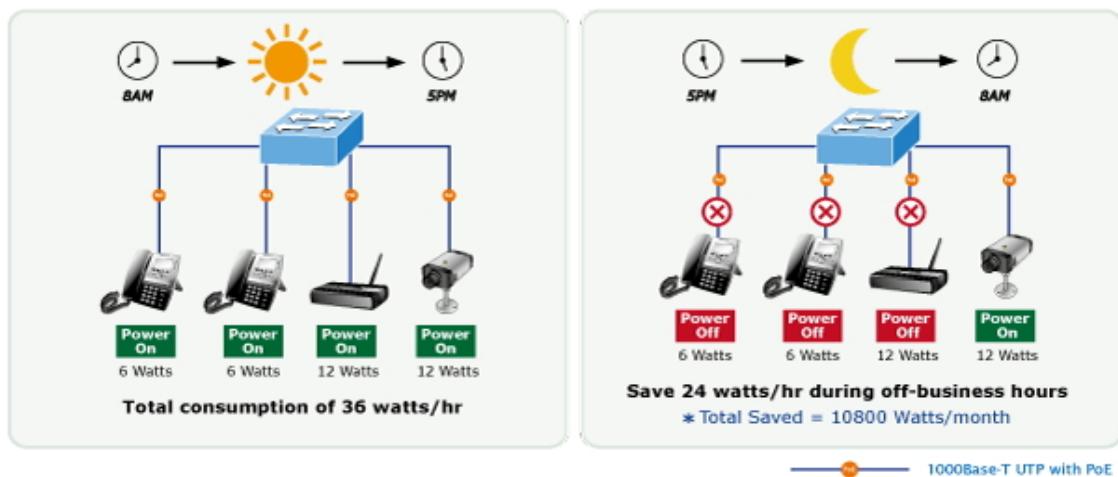 8AM
5PM
Power
On
6 Watts
Power
On
6 Watts
Power
On
12 Watts
Power
On
12 Watts
Total consumption of 36 watts/hr
5PM
8AM
Power
Off
6 Watts
Power
Off
6 Watts
Power
Off
12 Watts
Power
On
12 Watts
Save 24 watts/hr during off-business hours
* Total Saved = 10800 Watts/month
PoE
1000Base-T UTP with PoE